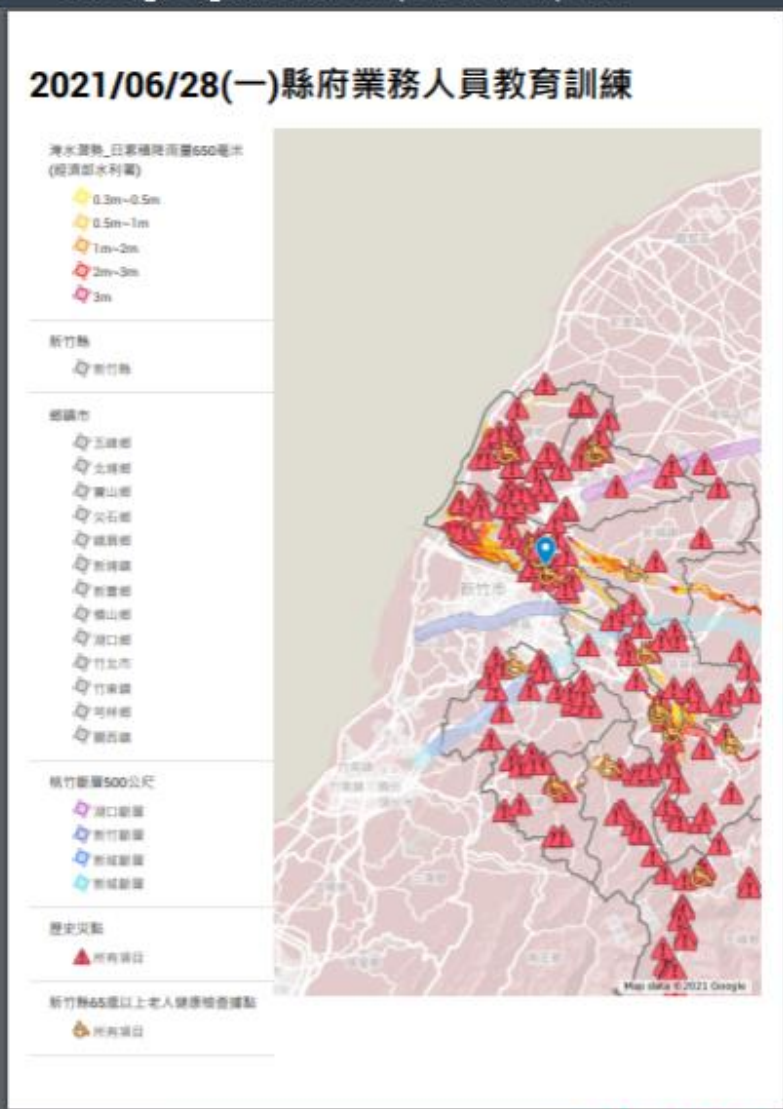 2021/06/28(一)縣府業務人員教育訓練
淹水潛勢_日累積降雨量650毫米
(經濟部水利署)
0.3m~0.5m
0.5m~1m
1m~2m
2m~3m
3m
新竹縣
新竹縣
鄉鎮市
五峰鄉
北埔鄉
寶山鄉
尖石鄉
峨眉鄉
新埔鎮
新豐鄉
橫山鄉
湖口鄉
竹北市
竹東鎮
芎林鄉
關西鎮
桃竹斷層500公尺
湖口斷層
新竹斷層
新城斷層
新城斷層
歷史災點
所有項目
新竹縣65歲以上老人健康檢查據點
所有項目
新竹市
Map data ©2021 Google